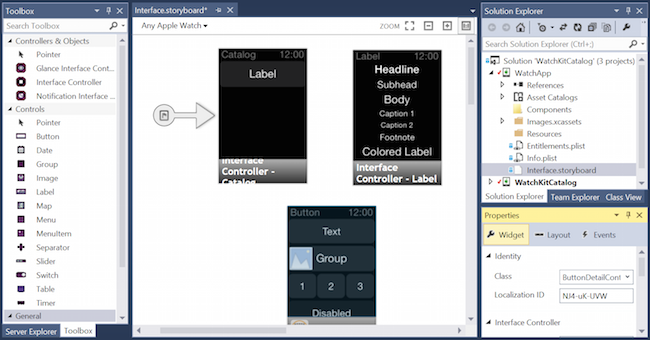 Toolbox
Search Toolbox
Controllers & Objects
Pointer
Glance Interface Cont...
Interface Controller
Notification Interface ...
Controls
Pointer
Button
Date
Group
Image
Label
Map
Menu
MenuItem
Separator
Slider
Switch
Table
Timer
General
Server Explorer Toolbox
Interface.storyboard*
Any Apple Watch
ZOOM
Catalog 12:00
Label
Interface
Controller -
Catalog
Label 12:00
Headline
Subhead
Body
Caption 1
Caption 2
Footnote
Colored Label
Interface
Controller - Label
Button 12:00
Text
Group
1 2 3
Disabled
Solution Explorer
Search Solution Explorer (Ctrl+;)
Solution 'WatchKitCatalog' (3 projects)
WatchApp
References
Asset Catalogs
Components
Images.xcassets
Resources
Entitlements.plist
Info.plist
Interface.storyboard
WatchKitCatalog
Solution Explorer Team Explorer Class View
Properties
Widget Layout Events
Identity
Class ButtonDetailCont
Localization ID NJ4-uK-UVW
Interface Controller